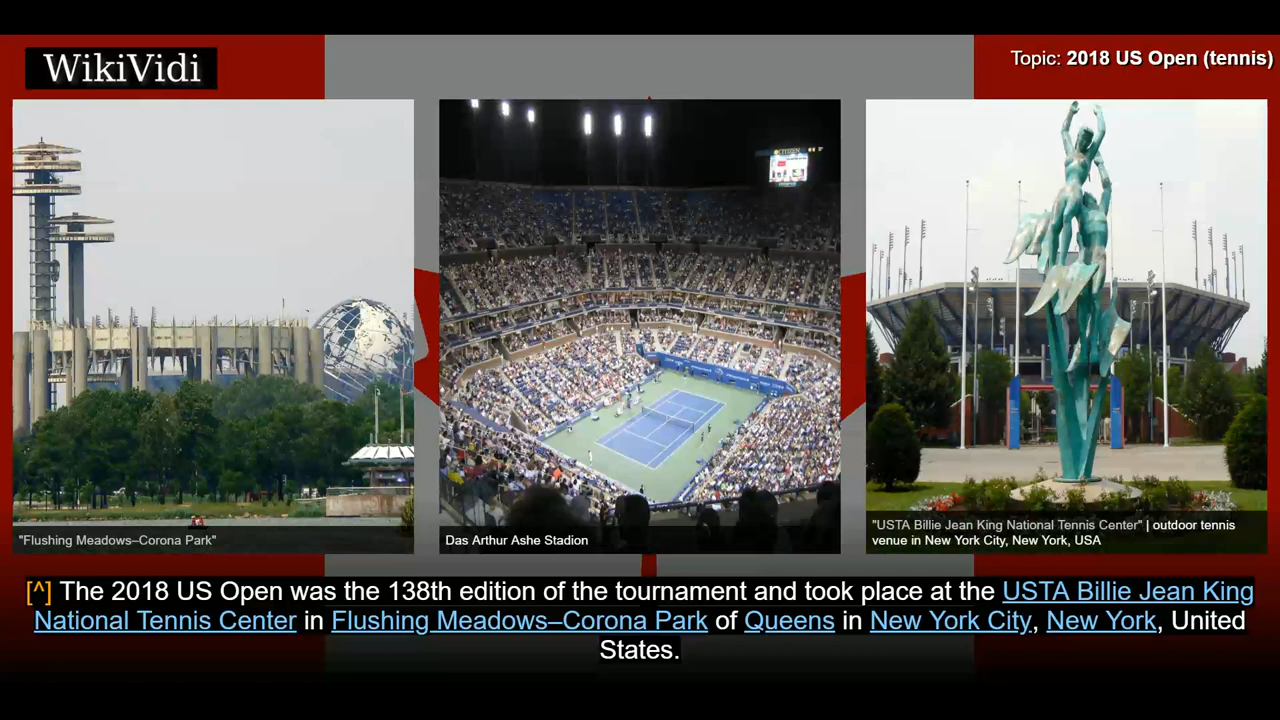 WikiVidi
Topic: 2018 US Open (tennis)
"Flushing Meadows–Corona Park"
Das Arthur Ashe Stadion
"USTA Billie Jean King National Tennis Center" | outdoor tennis
venue in New York City, New York, USA
[^] The 2018 US Open was the 138th edition of the tournament and took place at the USTA Billie Jean King
National Tennis Center in Flushing Meadows–Corona Park of Queens in New York City, New York, United
States.